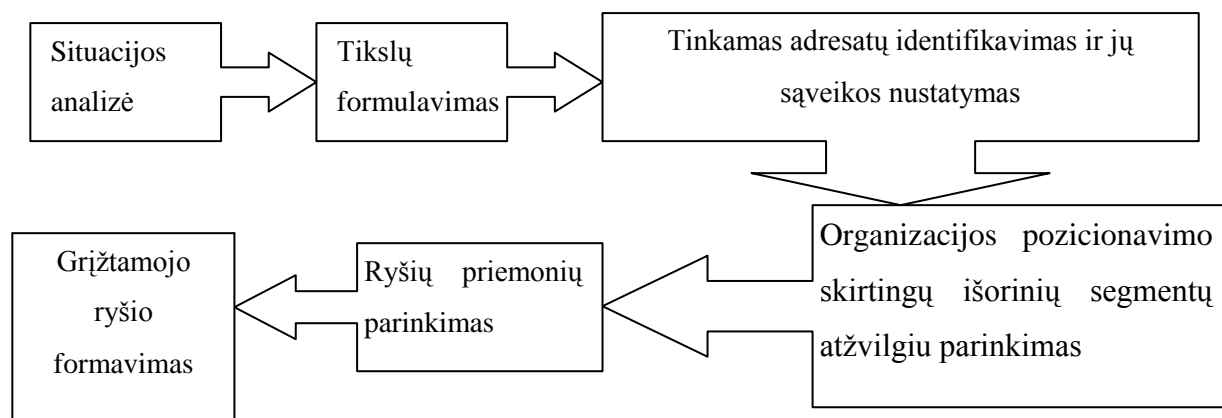 Situacijos
analizė
Tikslų
formulavimas
Tinkamas adresatų identifikavimas ir jų
sąveikos nustatymas
Organizacijos pozicionavimo
skirtingų išorinių segmentų
atžvilgiu parinkimas
Ryšių priemonių
parinkimas
Grįžtamojo
ryšio
formavimas